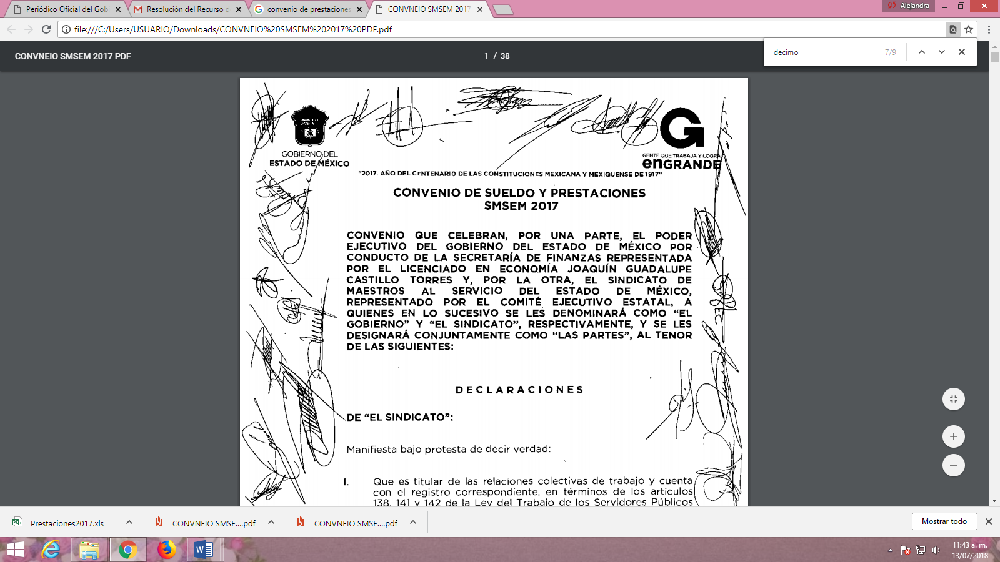 Periódico Oficial del Gob
Resolución del Recurso d
convenio de prestaciones
CONVNEIO SMSEM 2017
Alejandra
file:///C:/Users/USUARIO/Downloads/CONVNEIO%20SMSEM%202017%20PDF.pdf
CONVNEIO SMSEM 2017 PDF
1 / 38
decimo
7/9
GOBIERNO DEL
ESTADO DE MÉXICO
GENTE QUE TRABAJA Y LOGRA
enGRANDE
"2017. AÑO DEL CENTENARIO DE LAS CONSTITUCIONES MEXICANA Y MEXIQUENSE DE 1917"
CONVENIO DE SUELDO Y PRESTACIONES
SMSEM 2017
CONVENIO QUE CELEBRAN, POR UNA PARTE, EL PODER
EJECUTIVO DEL GOBIERNO DEL ESTADO DE MÉXICO POR
CONDUCTO DE LA SECRETARÍA DE FINANZAS REPRESENTADA
POR EL LICENCIADO EN ECONOMÍA JOAQUÍN GUADALUPE
CASTILLO TORRES Y, POR LA OTRA, EL SINDICATO DE
MAESTROS AL SERVICIO DEL ESTADO DE MÉXICO,
REPRESENTADO POR EL COMITÉ EJECUTIVO ESTATAL, A
QUIENES EN LO SUCESIVO SE LES DENOMINARÁ COMO "EL
GOBIERNO" Y "EL SINDICATO", RESPECTIVAMENTE, Y SE LES
DESIGNARÁ CONJUNTAMENTE COMO "LAS PARTES", AL TENOR
DE LAS SIGUIENTES:
DECLARACIONES
DE "EL SINDICATO":
Manifiesta bajo protesta de decir verdad:
I. Que es titular de las relaciones colectivas de trabajo y cuenta
con el registro correspondiente, en términos de los artículos
138, 141 y 142 de la Ley del Trabajo de los Servidores Públicos
Prestaciones2017.xls
CONVNEIO SMSE....pdf
CONVNEIO SMSE....pdf
Mostrar todo
11:43 a. m.
13/07/2018